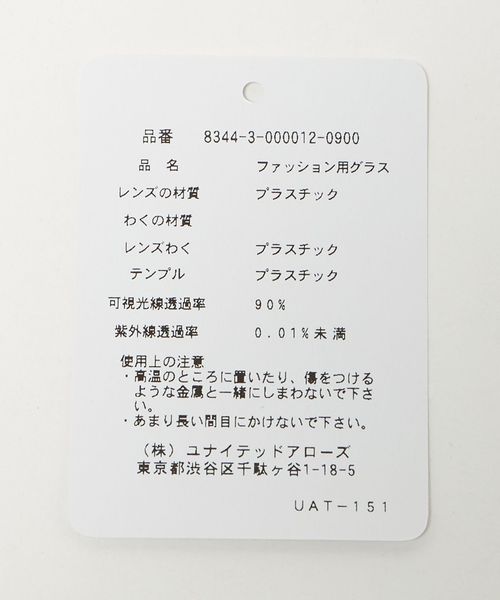 品番 8344-3-000012-0900
品 名 ファッション用グラス
レンズの材質 プラスチック
わくの材質
レンズわく プラスチック
テンプル プラスチック
可視光線透過率 90%
紫外線透過率 0.01%未満
使用上の注意
・高温のところに置いたり、傷をつける
ような金属と一緒にしまわないで下さ
い。
・あまり長い間目にかけないで下さい。
(株) ユナイテッドアローズ
東京都渋谷区千駄ヶ谷1-18-5
UAT-151